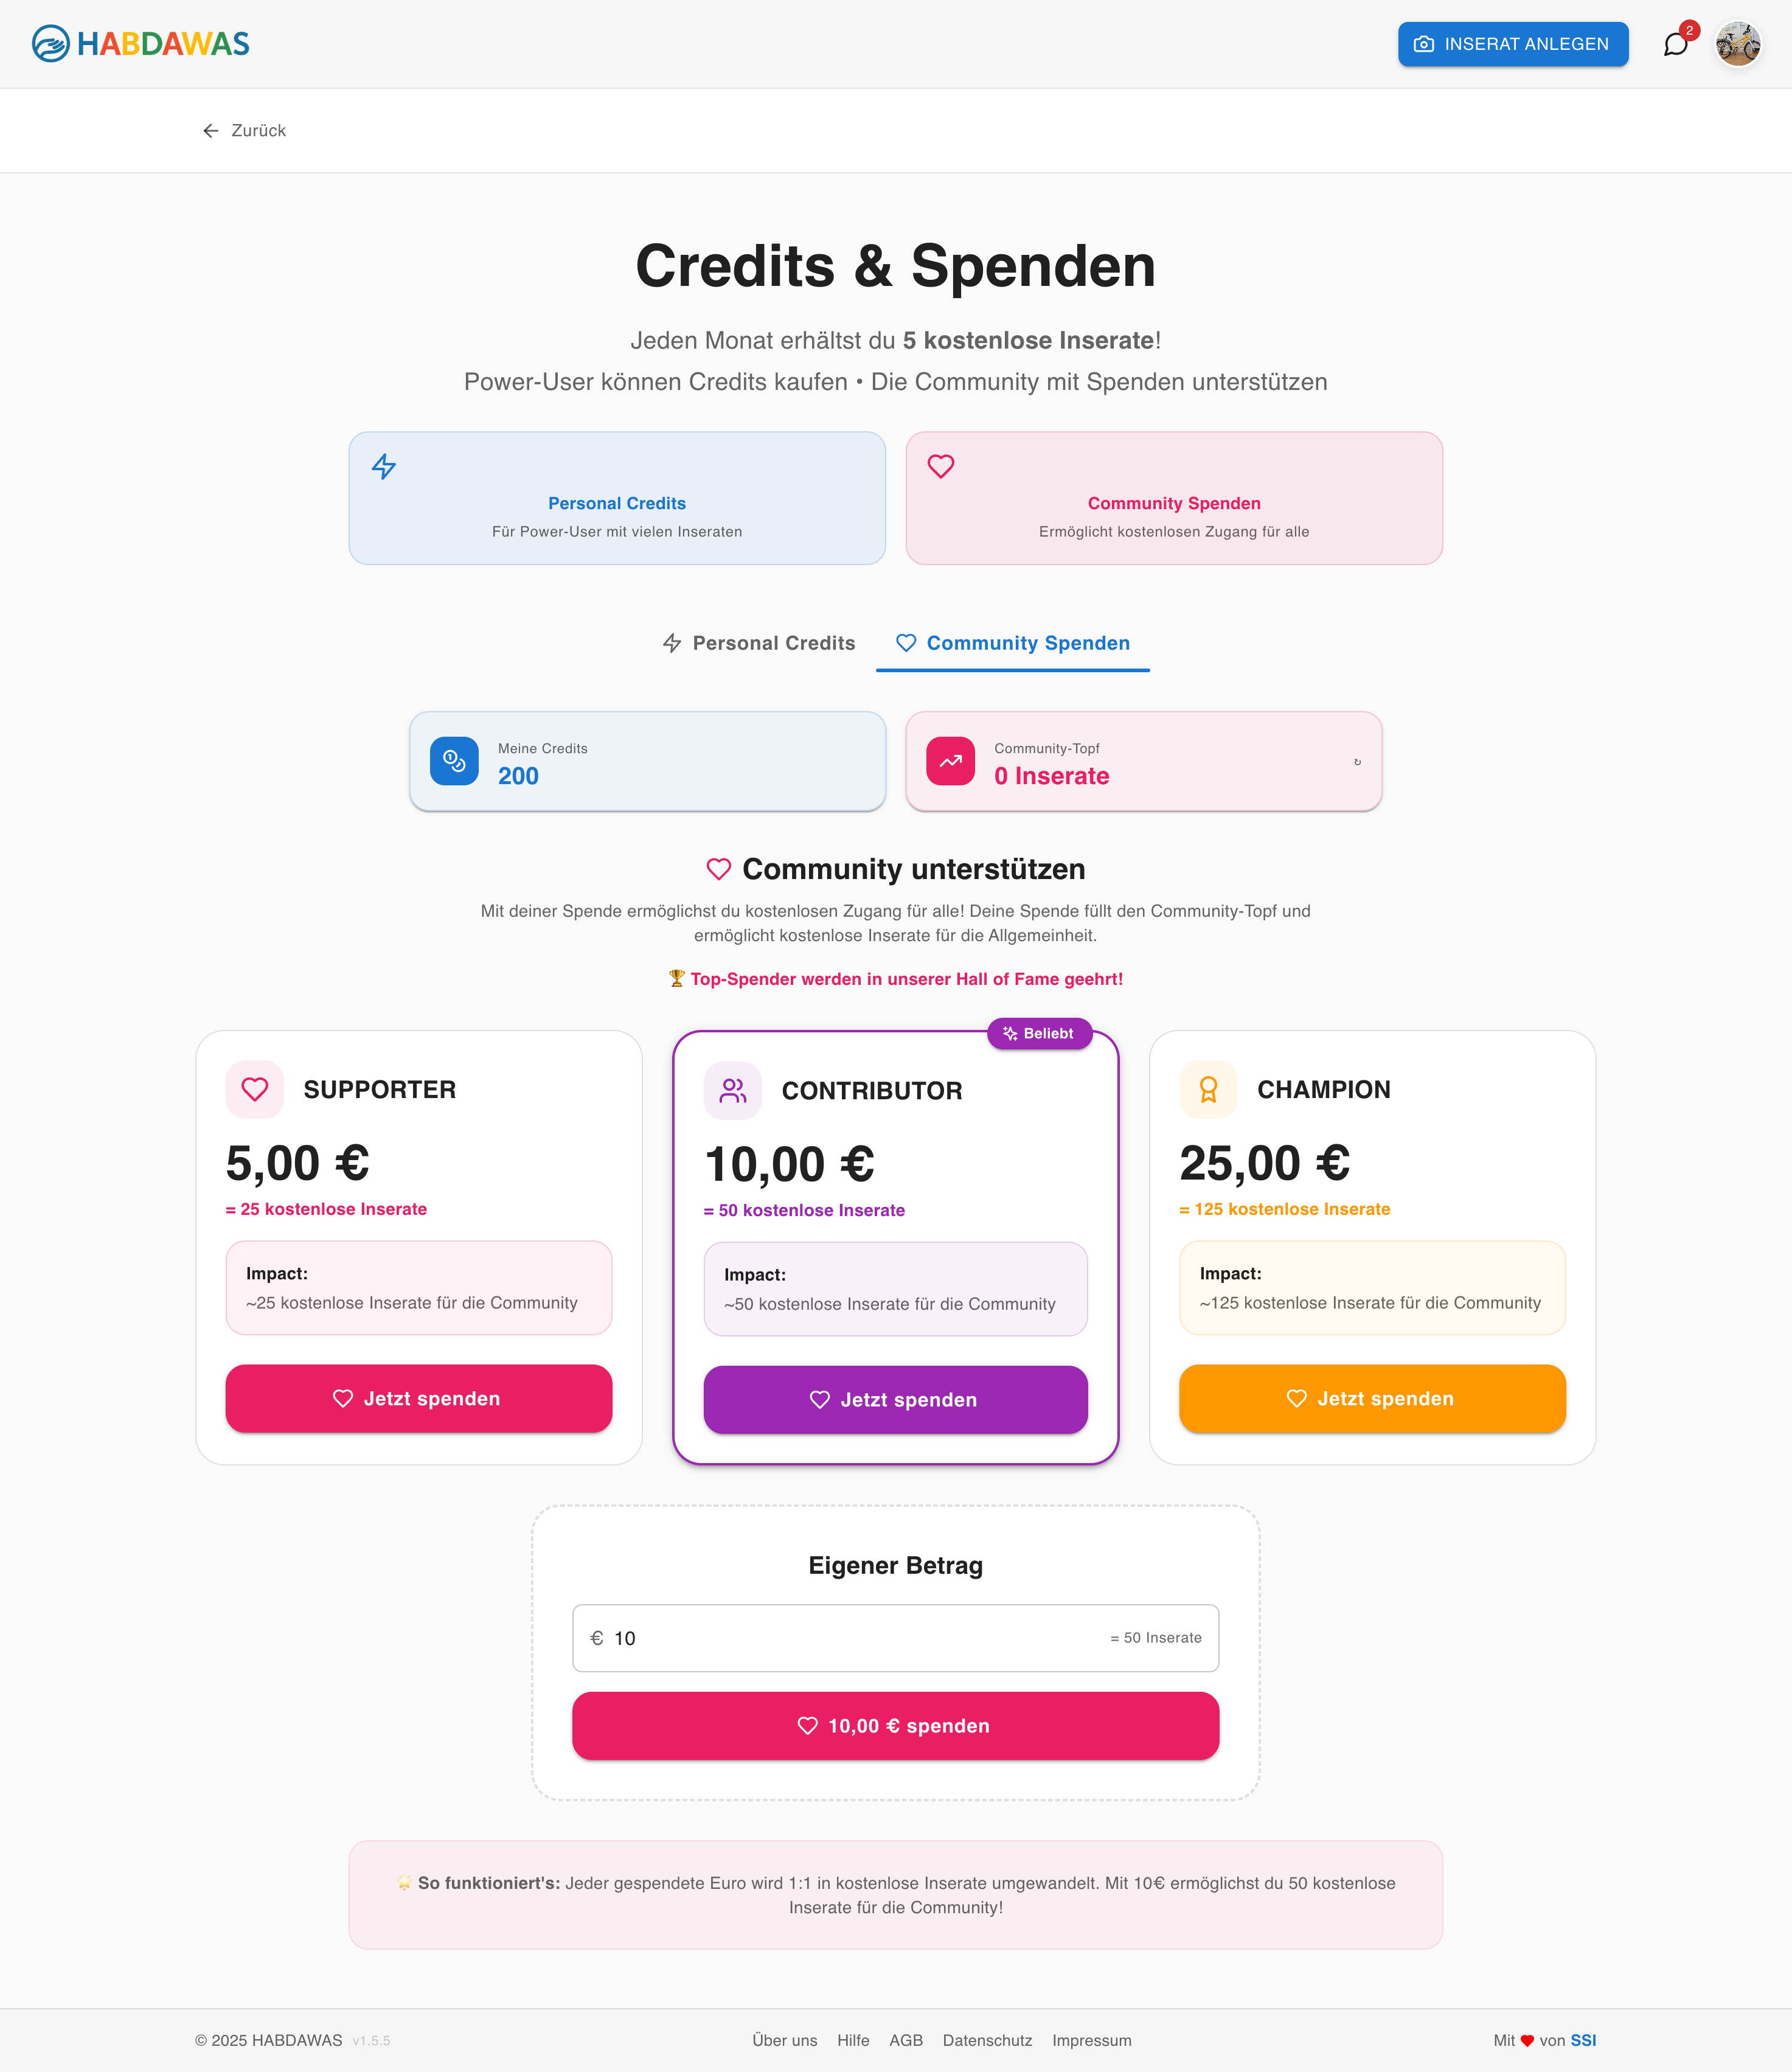 HABDAWAS
INSERAT ANLEGEN
2
Zurück
Credits & Spenden
Jeden Monat erhältst du 5 kostenlose Inserate!
Power-User können Credits kaufen • Die Community mit Spenden unterstützen
Personal Credits
Für Power-User mit vielen Inseraten
Community Spenden
Ermöglicht kostenlosen Zugang für alle
Personal Credits
Community Spenden
Meine Credits
200
Community-Topf
0 Inserate
↻
Community unterstützen
Mit deiner Spende ermöglichst du kostenlosen Zugang für alle! Deine Spende füllt den Community-Topf und
ermöglicht kostenlose Inserate für die Allgemeinheit.
🏆 Top-Spender werden in unserer Hall of Fame geehrt!
SUPPORTER
5,00 €
= 25 kostenlose Inserate
Impact:
~25 kostenlose Inserate für die Community
Jetzt spenden
Beliebt
CONTRIBUTOR
10,00 €
= 50 kostenlose Inserate
Impact:
~50 kostenlose Inserate für die Community
Jetzt spenden
CHAMPION
25,00 €
= 125 kostenlose Inserate
Impact:
~125 kostenlose Inserate für die Community
Jetzt spenden
Eigener Betrag
€ 10
= 50 Inserate
10,00 € spenden
🌟 So funktioniert's: Jeder gespendete Euro wird 1:1 in kostenlose Inserate umgewandelt. Mit 10€ ermöglichst du 50 kostenlose
Inserate für die Community!
© 2025 HABDAWAS v1.5.5
Über uns Hilfe AGB Datenschutz Impressum
Mit ❤️ von SSI